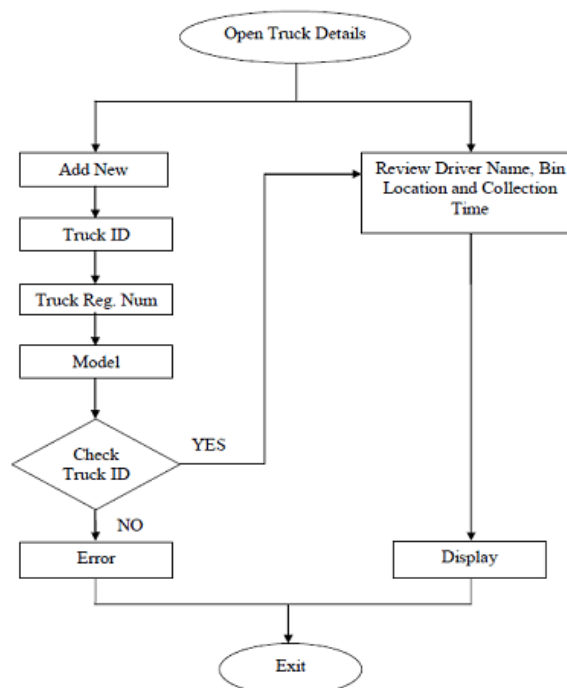 Open Truck Details
Add New
Truck ID
Truck Reg. Num
Model
Check
Truck ID
YES
NO
Error
Review Driver Name, Bin
Location and Collection
Time
Display
Exit